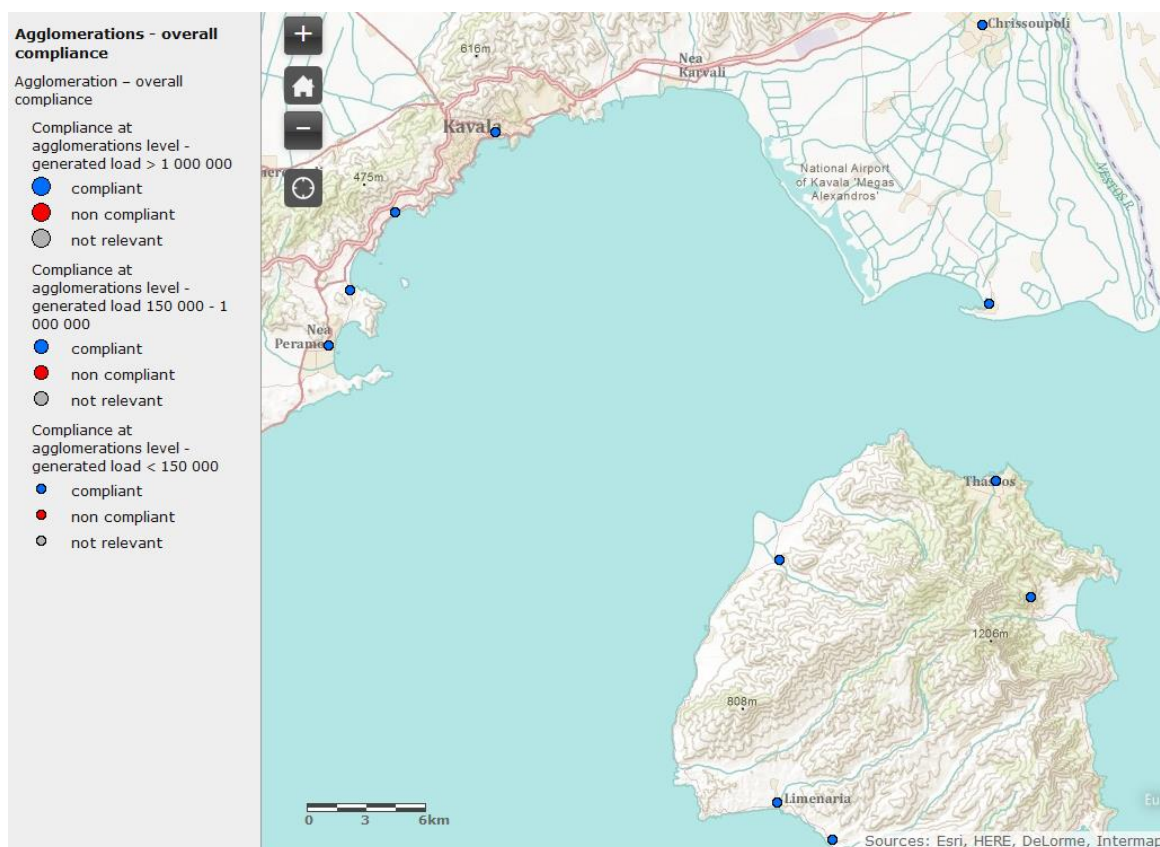 Agglomerations - overall
compliance
Agglomeration – overall
compliance
Compliance at
agglomerations level -
generated load > 1 000 000
compliant
non compliant
not relevant
Compliance at
agglomerations level -
generated load 150 000 - 1
000 000
compliant
non compliant
not relevant
Compliance at
agglomerations level -
generated load < 150 000
compliant
non compliant
not relevant
Chrissoupoli
616m
Nea
Karvali
Kavala
National Airport
of Kavala 'Megas
Alexandros'
475m
NESTOS R.
Nea
Peramos
Thassos
1206m
808m
Limenaria
0 3 6km
Sources: Esri, HERE, DeLorme, Intermap